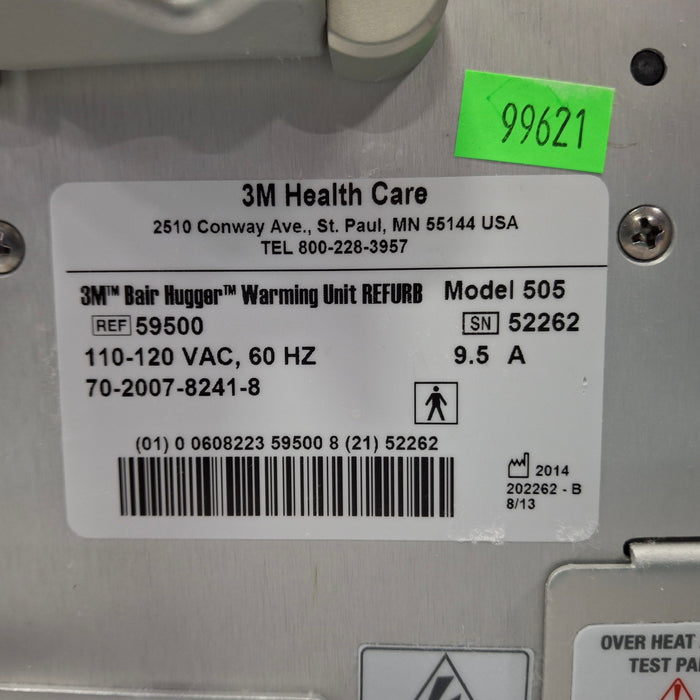 99621
3M Health Care
2510 Conway Ave., St. Paul, MN 55144 USA
TEL 800-228-3957
3M™ Bair Hugger™ Warming Unit REFURB Model 505
REF 59500 SN 52262
110-120 VAC, 60 HZ 9.5 A
70-2007-8241-8
(01) 0 0608223 59500 8 (21) 52262
2014
202262 - B
8/13
OVER HEAT
TEST